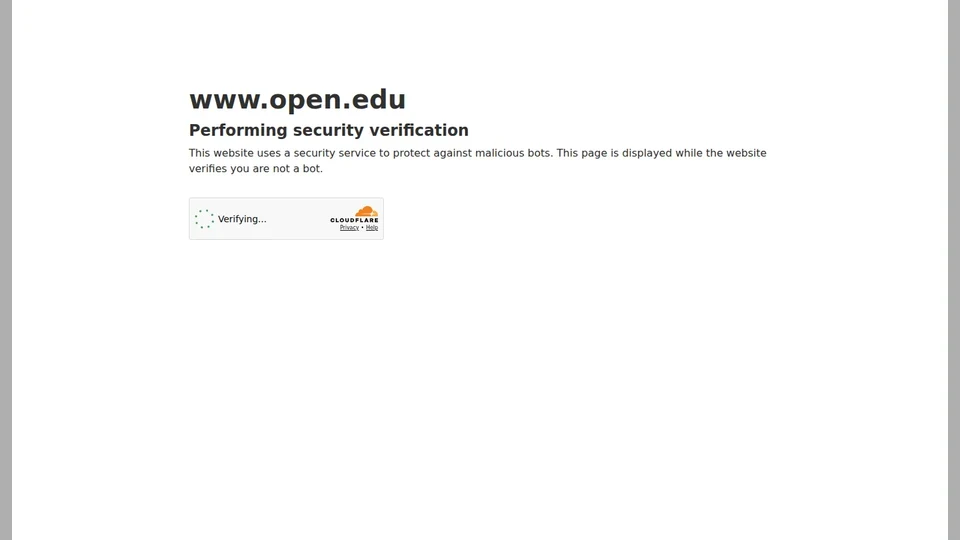 www.open.edu
Performing security verification
This website uses a security service to protect against malicious bots. This page is displayed while the website
verifies you are not a bot.
Verifying...
CLOUDFLARE
Privacy • Help